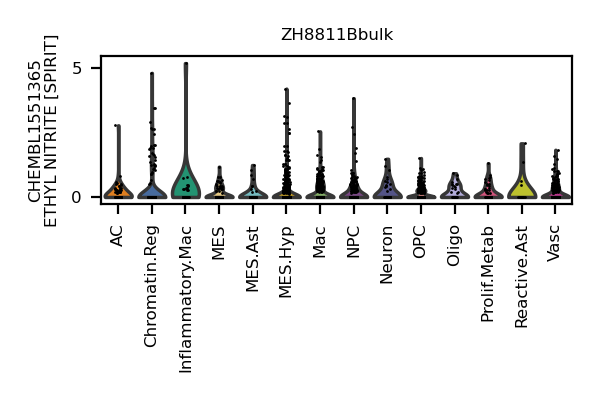 ZH8811Bbulk
CHEMBL1551365
ETHYL NITRITE [SPIRIT]
5
0
AC
Chromatin.Reg
Inflammatory.Mac
MES
MES.Ast
MES.Hyp
Mac
NPC
Neuron
OPC
Oligo
Prolif.Metab
Reactive.Ast
Vasc